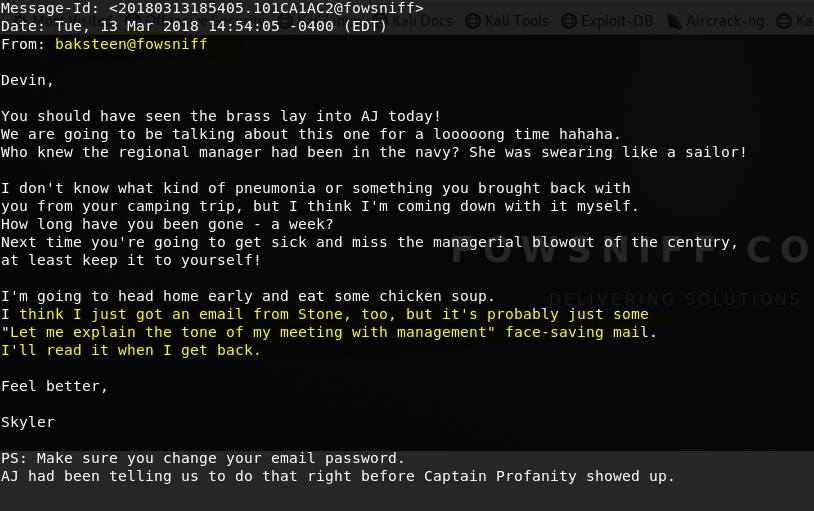 Message-Id: <20180313185405.101CA1AC2@fowsniff>
Most Visited Offensive Security Kali Linux Kali Docs Kali Tools Exploit-DB Aircrack-ng Ka
Date: Tue, 13 Mar 2018 14:54:05 -0400 (EDT)
From: baksteen@fowsniff
Devin,
You should have seen the brass lay into AJ today!
We are going to be talking about this one for a looooong time hahaha.
Who knew the regional manager had been in the navy? She was swearing like a sailor!
I don't know what kind of pneumonia or something you brought back with
you from your camping trip, but I think I'm coming down with it myself.
How long have you been gone - a week?
Next time you're going to get sick and miss the managerial blowout of the century,
FOWSNIFF CO
at least keep it to yourself!
I'm going to head home early and eat some chicken soup.
DELIVERING SOLUTIONS
I think I just got an email from Stone, too, but it's probably just some
"Let me explain the tone of my meeting with management" face-saving mail.
I'll read it when I get back.
Feel better,
Skyler
PS: Make sure you change your email password.
AJ had been telling us to do that right before Captain Profanity showed up.